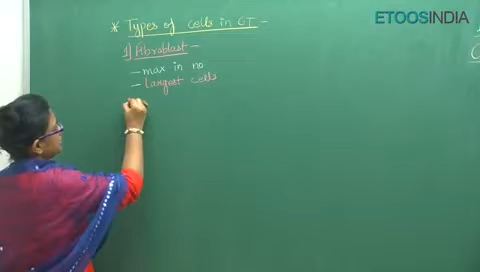 ETOOSINDIA
* Types of cells in CT -
1] Fibroblast -
- max in no
- largest cells